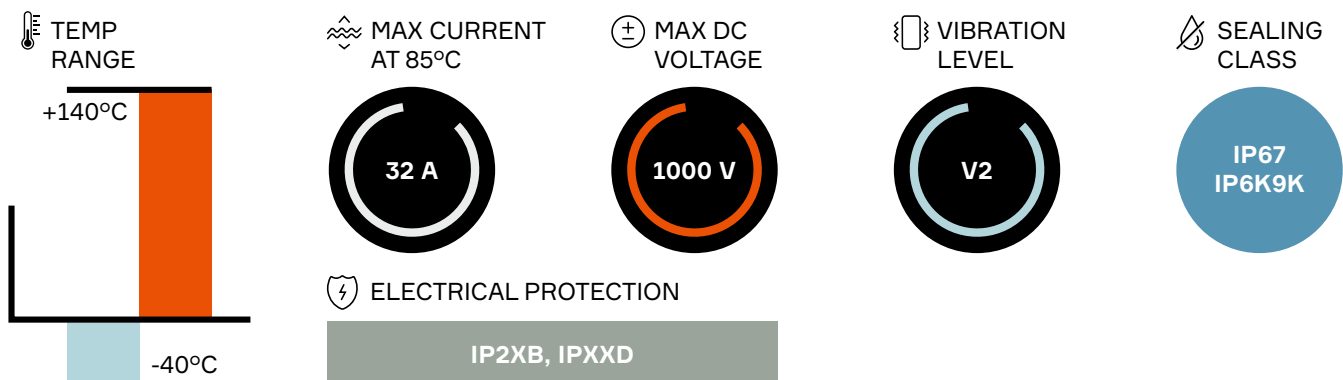 TEMP
RANGE
+140°C
-40°C
MAX CURRENT
AT 85°C
32 A
MAX DC
VOLTAGE
1000 V
VIBRATION
LEVEL
V2
SEALING
CLASS
IP67
IP6K9K
ELECTRICAL PROTECTION
IP2XB, IPXXD